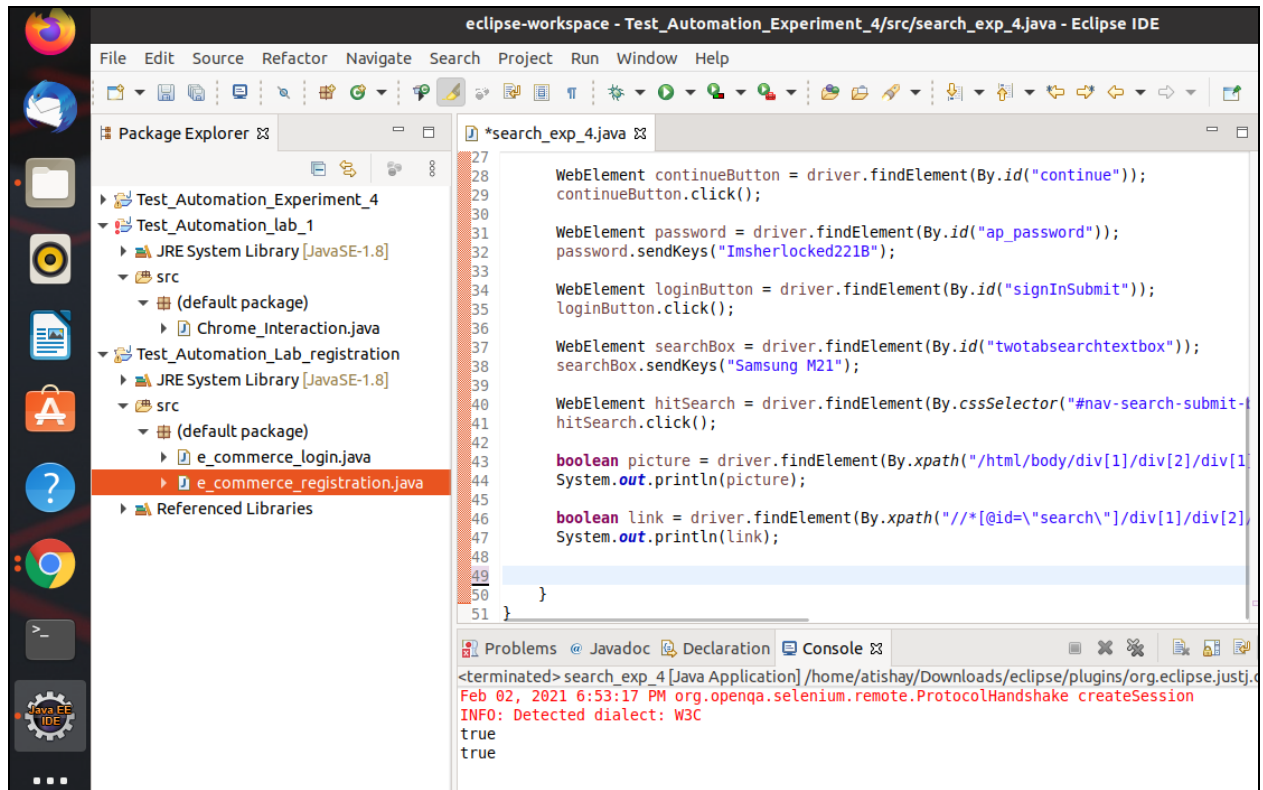 eclipse-workspace - Test_Automation_Experiment_4/src/search_exp_4.java - Eclipse IDE
File Edit Source Refactor Navigate Search Project Run Window Help
Package Explorer
Test_Automation_Experiment_4
Test_Automation_lab_1
JRE System Library [JavaSE-1.8]
src
(default package)
Chrome_Interaction.java
Test_Automation_Lab_registration
JRE System Library [JavaSE-1.8]
src
(default package)
e_commerce_login.java
e_commerce_registration.java
Referenced Libraries
*search_exp_4.java
27
28 WebElement continueButton = driver.findElement(By.id("continue"));
29 continueButton.click();
30
31 WebElement password = driver.findElement(By.id("ap_password"));
32 password.sendKeys("Imsherlocked221B");
33
34 WebElement loginButton = driver.findElement(By.id("signInSubmit"));
35 loginButton.click();
36
37 WebElement searchBox = driver.findElement(By.id("twotabsearchtextbox"));
38 searchBox.sendKeys("Samsung M21");
39
40 WebElement hitSearch = driver.findElement(By.cssSelector("#nav-search-submit-
41 hitSearch.click();
42
43 boolean picture = driver.findElement(By.xpath("/html/body/div[1]/div[2]/div[1
44 System.out.println(picture);
45
46 boolean link = driver.findElement(By.xpath("//*[@id=\"search\"]/div[1]/div[2]/
47 System.out.println(link);
48
49
50 }
51 }
Problems @ Javadoc Declaration Console
<terminated> search_exp_4 [Java Application] /home/atishay/Downloads/eclipse/plugins/org.eclipse.justj.
Feb 02, 2021 6:53:17 PM org.openqa.selenium.remote.ProtocolHandshake createSession
INFO: Detected dialect: W3C
true
true
Java EE
IDE